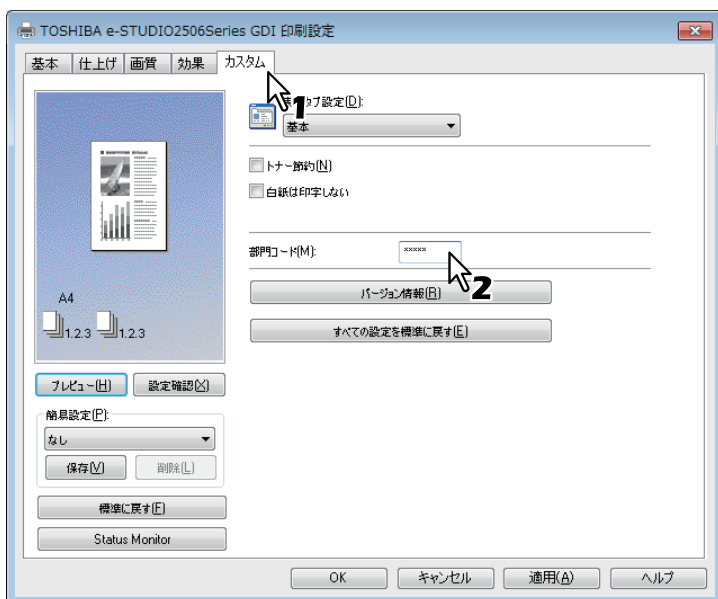 TOSHIBA e-STUDIO2506Series GDI 印刷設定
基本 仕上げ 画質 効果 カスタム
1
タブ設定(D):
基本
トナー節約(N)
白紙は印字しない
部門コード(M):
×××××
2
バージョン情報(R)
すべての設定を標準に戻す(E)
A4
1.2.3 1.2.3
プレビュー(H) 設定確認(X)
簡易設定(P):
なし
保存(V) 削除(L)
標準に戻す(F)
Status Monitor
OK キャンセル 適用(A) ヘルプ